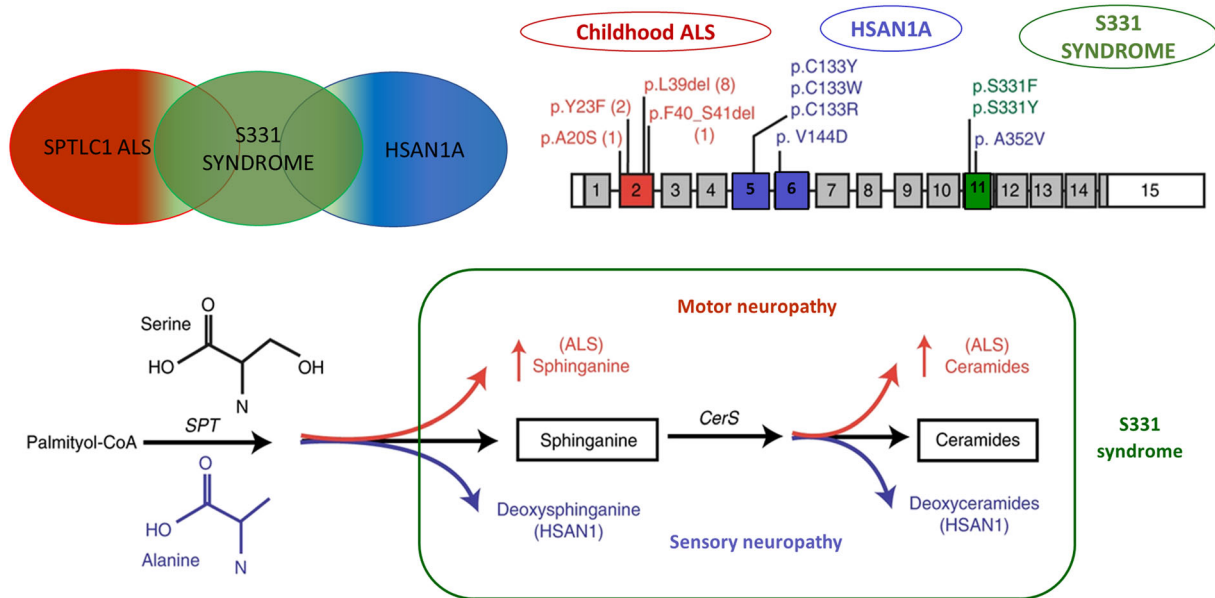 Childhood ALS
HSAN1A
S331
SYNDROME
SPTLC1 ALS
S331
SYNDROME
HSAN1A
p.Y23F (2)
p.A20S (1)
p.L39del (8)
p.F40_S41del
(1)
p.C133Y
p.C133W
p.C133R
p. V144D
p.S331F
p.S331Y
p. A352V
1 2 3 4 5 6 7 8 9 10 11 12 13 14 15
Motor neuropathy
Serine
O
HO
OH
N
(ALS)
Sphinganine
(ALS)
Ceramides
Palmityol-CoA
SPT
Sphinganine
CerS
Ceramides
S331
syndrome
O
HO
N
Alanine
Deoxysphinganine
(HSAN1)
Deoxyceramides
(HSAN1)
Sensory neuropathy